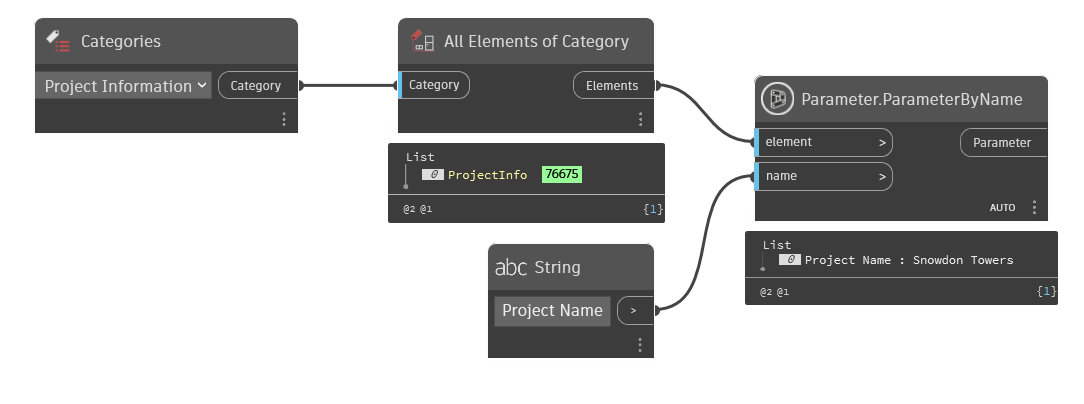 Categories
Project Information
Category
All Elements of Category
Category
Elements
List
0 ProjectInfo 76675
@2 @1
{1}
abc String
Project Name
>
Parameter.ParameterByName
element >
Parameter
name >
AUTO
List
0 Project Name : Snowdon Towers
@2 @1
{1}